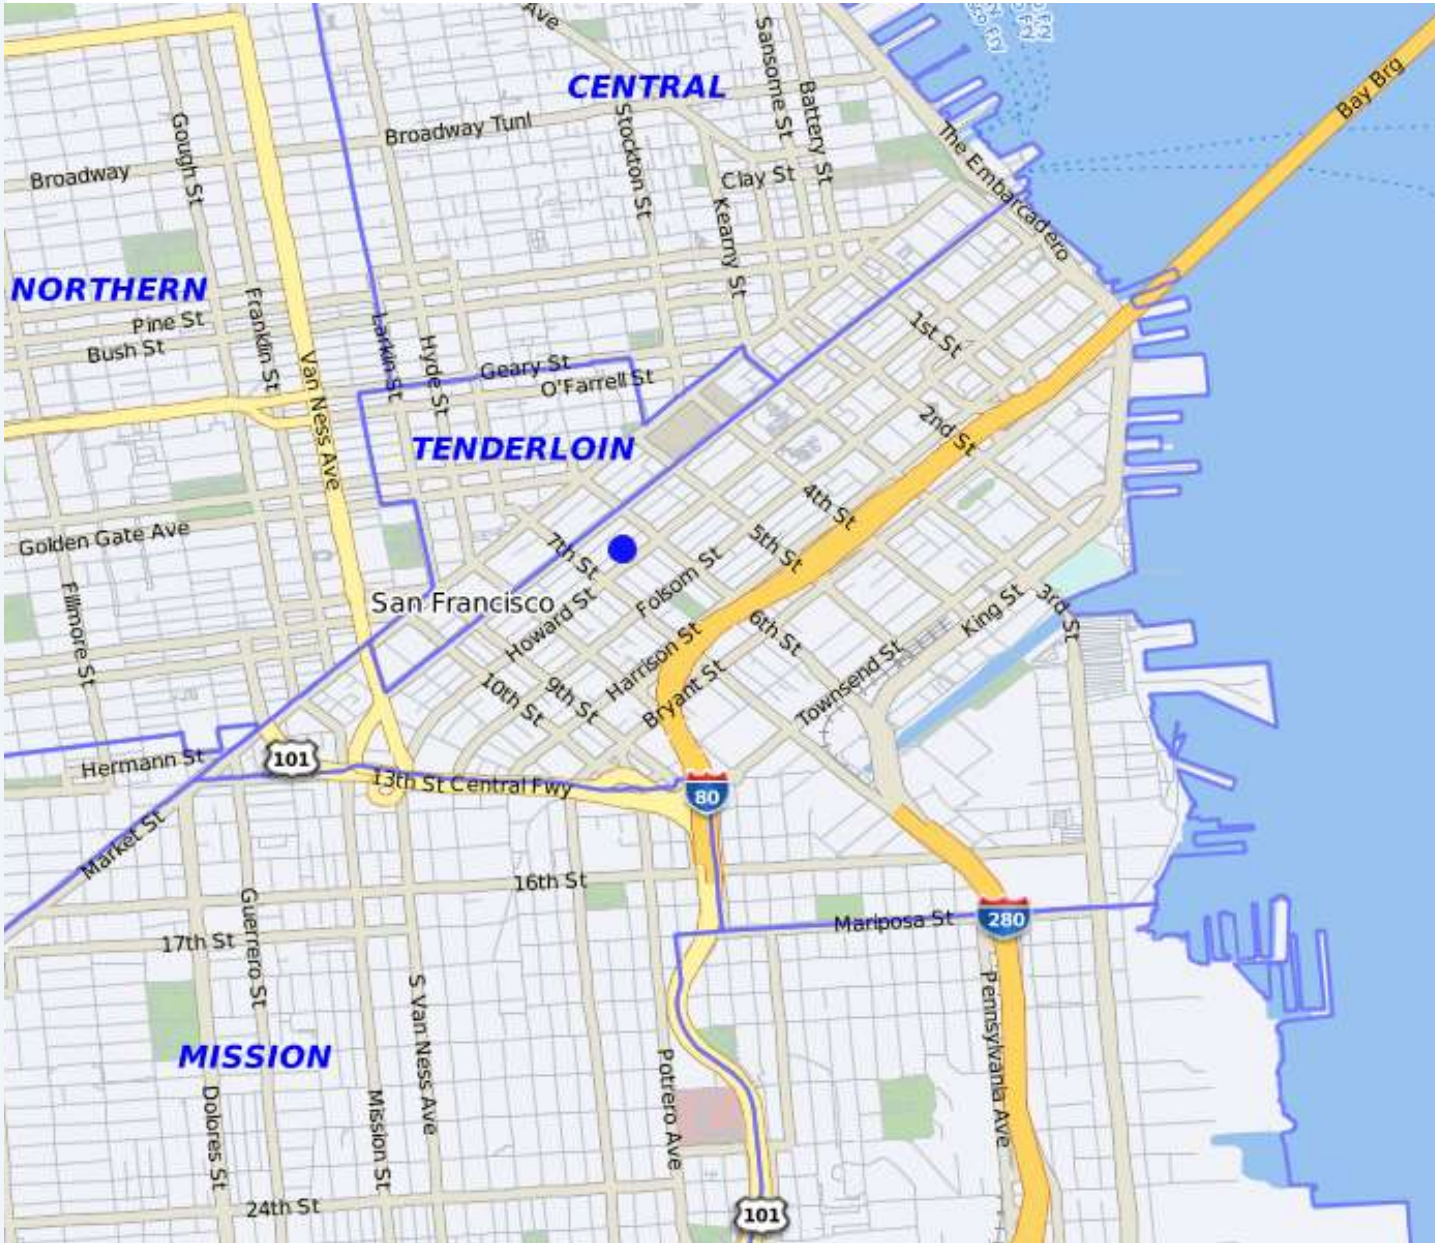 Ave
Sansome St
Battery St
Bay Brg
CENTRAL
Gough St
Broadway Tunl
Stockton St
The Embarcadero
Broadway
Clay St
Kearny St
NORTHERN
Pine St
Bush St
Franklin St
Larkin St
Hyde St
Van Ness Ave
Geary St
O'Farrell St
1st St
2nd St
TENDERLOIN
4th St
5th St
7th St
Golden Gate Ave
Folsom St
San Francisco
Howard St
Fillmore St
6th St
King St
3rd St
Harrison St
Townsend St
Bryant St
9th St
10th St
Hermann St
101
13th St Central Fwy
80
Market St
16th St
Guerrero St
Mariposa St
280
17th St
S Van Ness Ave
Pennsylvania Ave
MISSION
Dolores St
Mission St
Potrero Ave
24th St
101